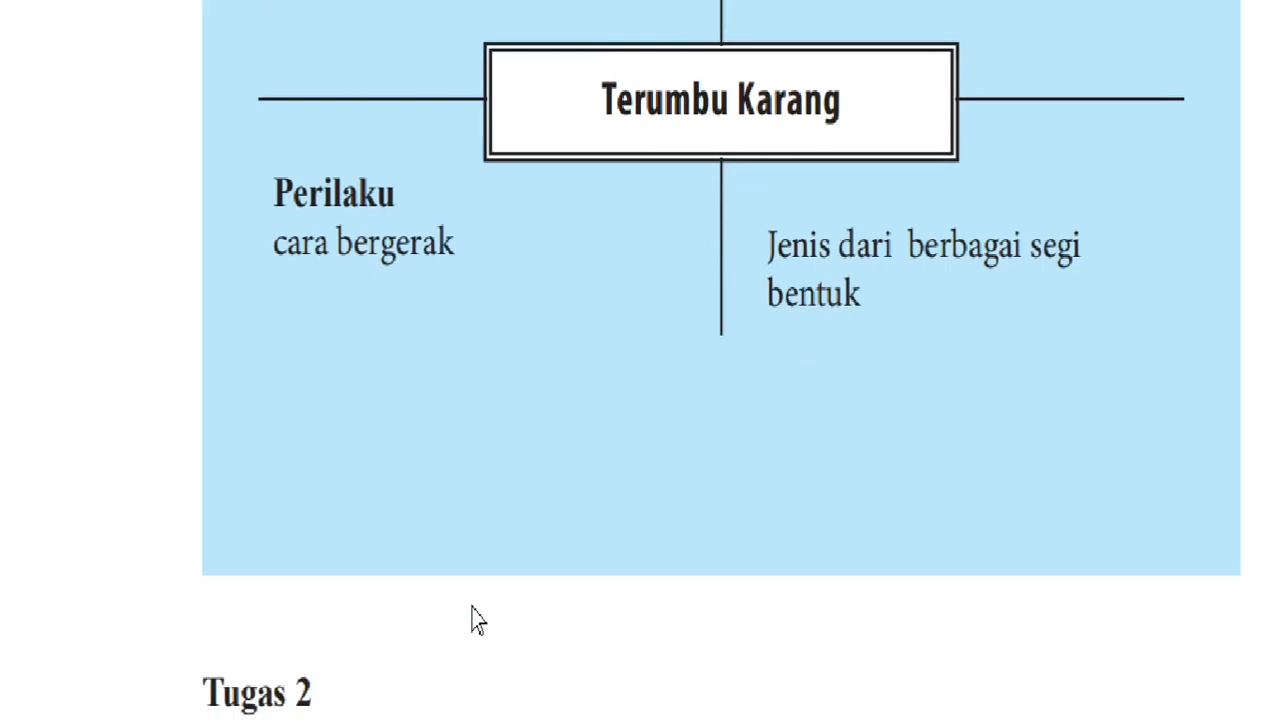 Terumbu Karang
Perilaku
cara bergerak
Jenis dari berbagai segi
bentuk
Tugas 2